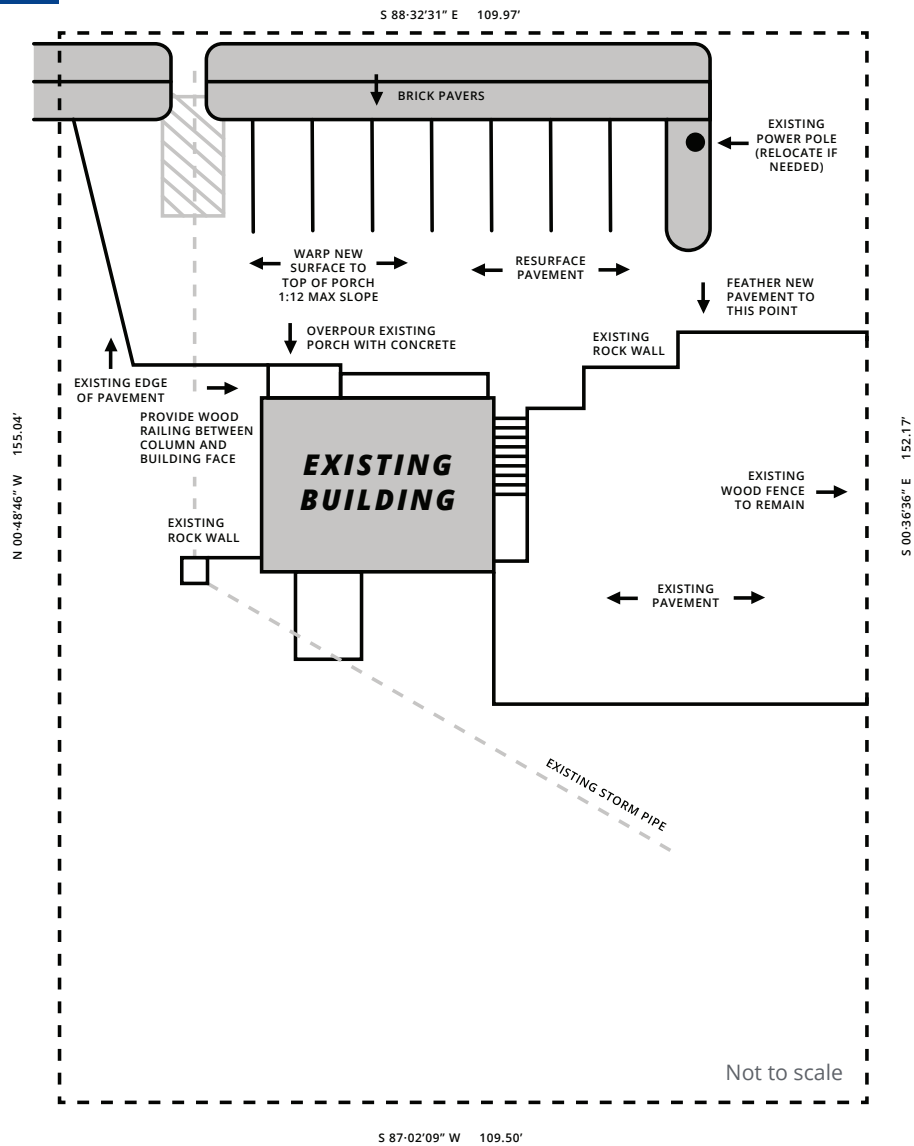 S 88·32′31″ E 109.97′
BRICK PAVERS
EXISTING
POWER POLE
(RELOCATE IF
NEEDED)
WARP NEW
SURFACE TO
TOP OF PORCH
1:12 MAX SLOPE
RESURFACE
PAVEMENT
FEATHER NEW
PAVEMENT TO
THIS POINT
OVERPOUR EXISTING
PORCH WITH CONCRETE
EXISTING
ROCK WALL
EXISTING EDGE
OF PAVEMENT
PROVIDE WOOD
RAILING BETWEEN
COLUMN AND
BUILDING FACE
N 00·48′46″ W 155.04′
S 00·36′36″ E 152.17′
EXISTING
BUILDING
EXISTING
WOOD FENCE
TO REMAIN
EXISTING
ROCK WALL
EXISTING
PAVEMENT
EXISTING STORM PIPE
Not to scale
S 87·02′09″ W 109.50′